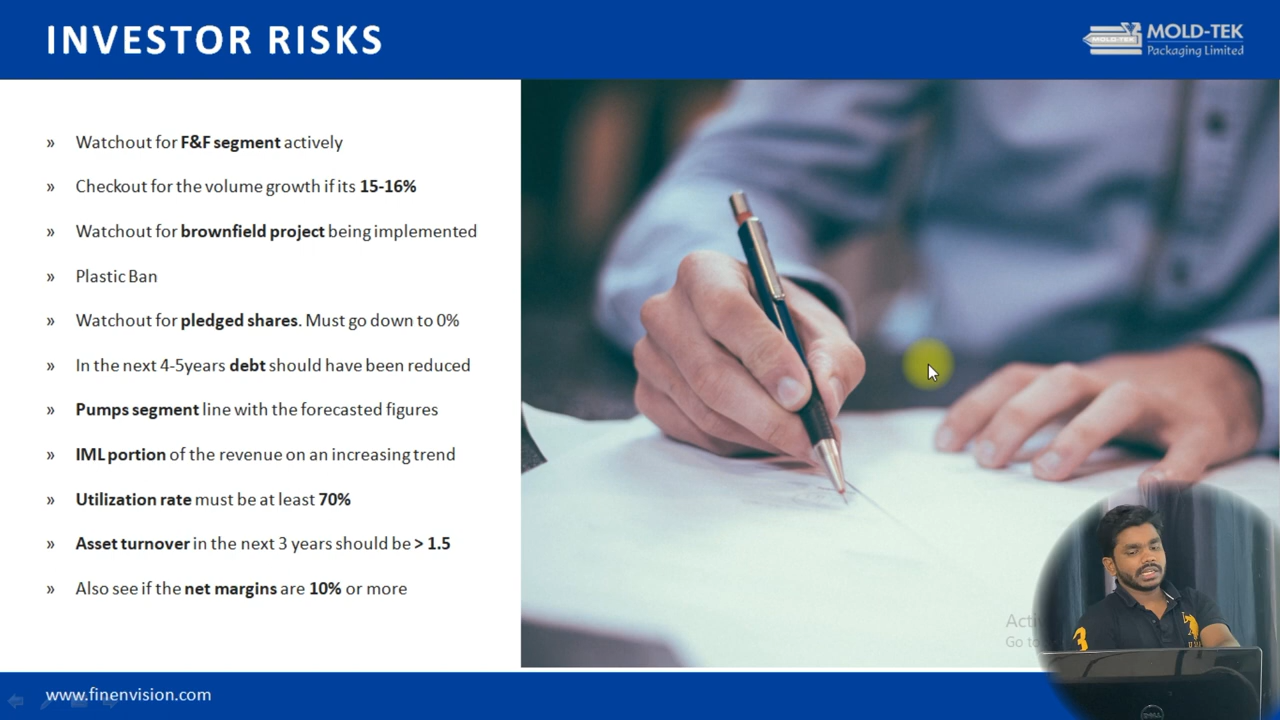 INVESTOR RISKS
MOLD-TEK
Packaging Limited
» Watchout for F&F segment actively
» Checkout for the volume growth if its 15-16%
» Watchout for brownfield project being implemented
» Plastic Ban
» Watchout for pledged shares. Must go down to 0%
» In the next 4-5years debt should have been reduced
» Pumps segment line with the forecasted figures
» IML portion of the revenue on an increasing trend
» Utilization rate must be at least 70%
» Asset turnover in the next 3 years should be > 1.5
» Also see if the net margins are 10% or more
Go to
3
DELL
www.finenvision.com